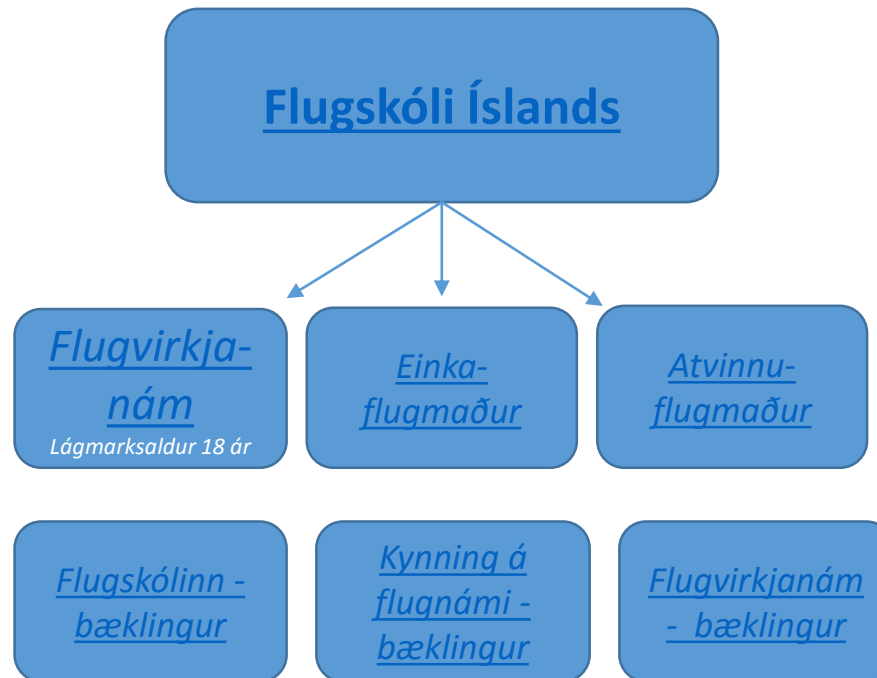 Flugskóli Íslands
Flugvirkja-
nám
Lágmarksaldur 18 ár
Einka-
flugmaður
Atvinnu-
flugmaður
Flugskólinn -
bæklingur
Kynning á
flugnámi -
bæklingur
Flugvirkjanám
- bæklingur